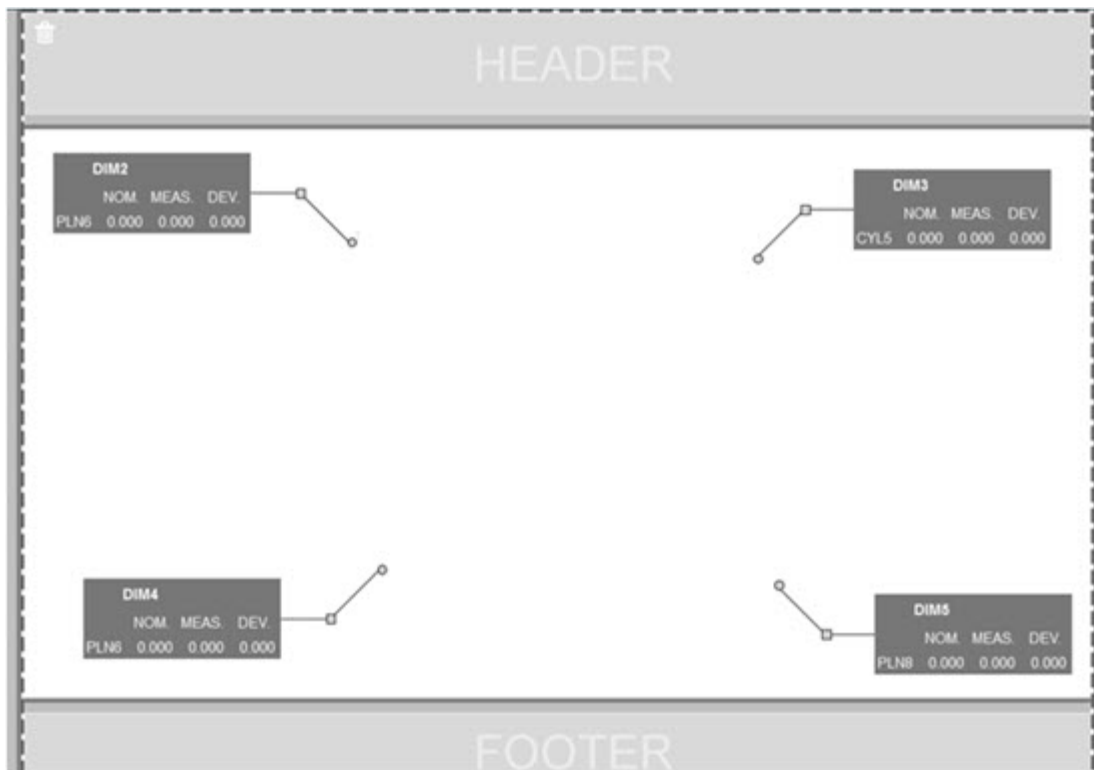 HEADER
DIM2
NOM. MEAS. DEV.
PLN6 0.000 0.000 0.000
DIM3
NOM. MEAS. DEV.
CYL5 0.000 0.000 0.000
DIM4
NOM. MEAS. DEV.
PLN6 0.000 0.000 0.000
DIM5
NOM. MEAS. DEV.
PLN8 0.000 0.000 0.000
FOOTER